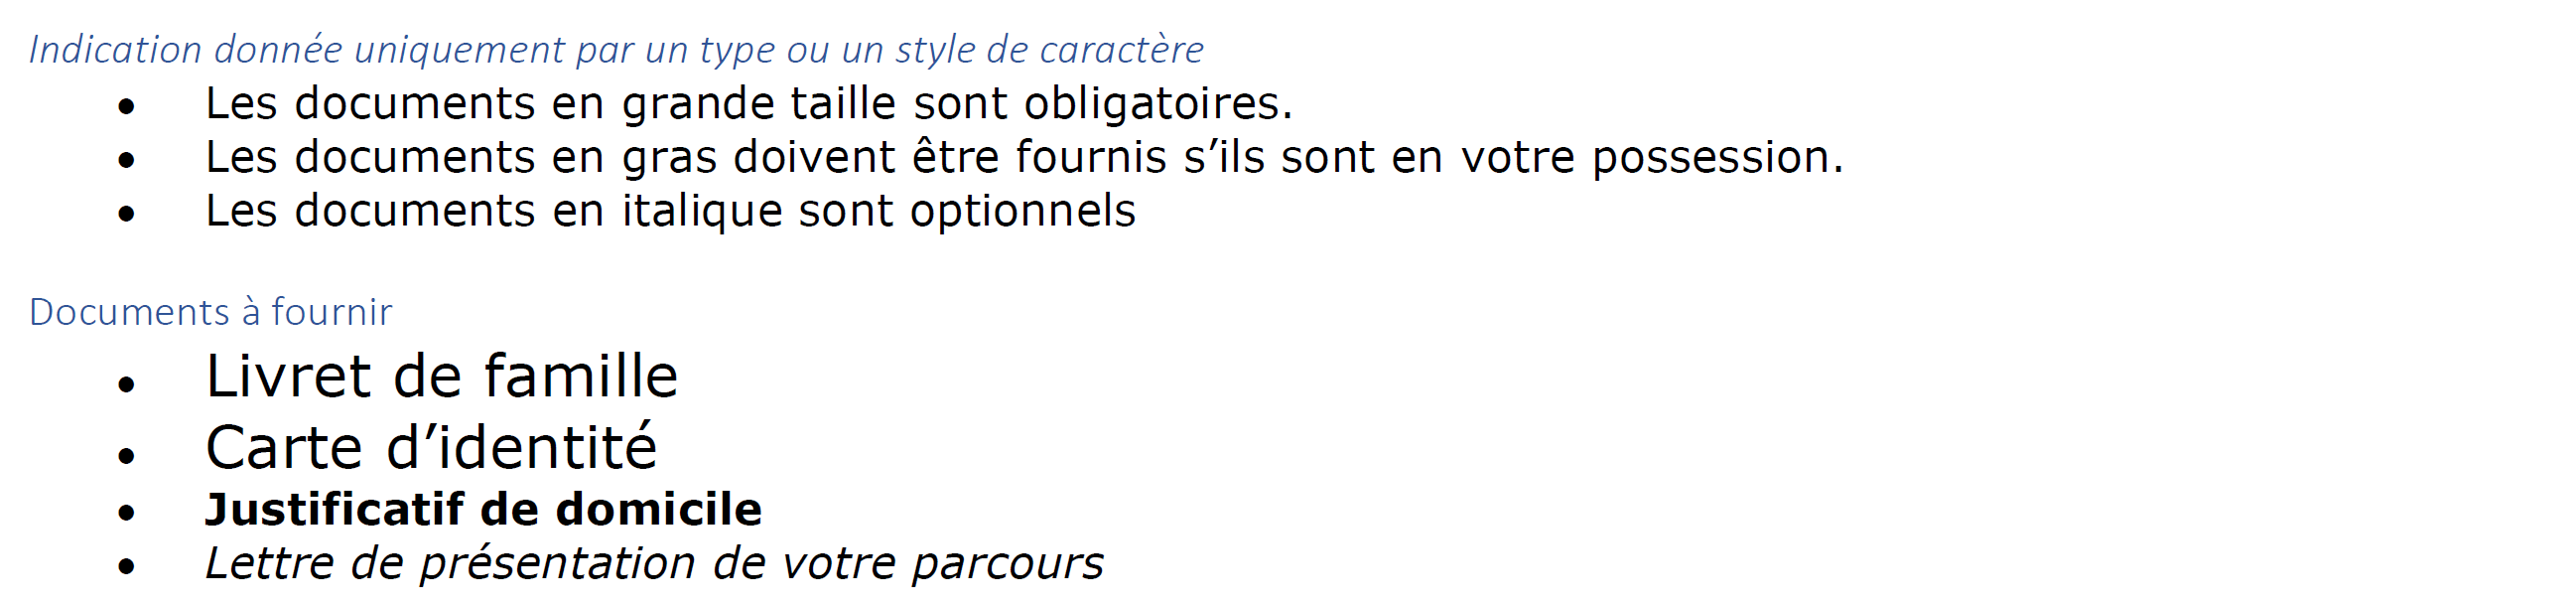 Indication donnée uniquement par un type ou un style de caractère
• Les documents en grande taille sont obligatoires.
• Les documents en gras doivent être fournis s’ils sont en votre possession.
• Les documents en italique sont optionnels
Documents à fournir
• Livret de famille
• Carte d’identité
• Justificatif de domicile
• Lettre de présentation de votre parcours